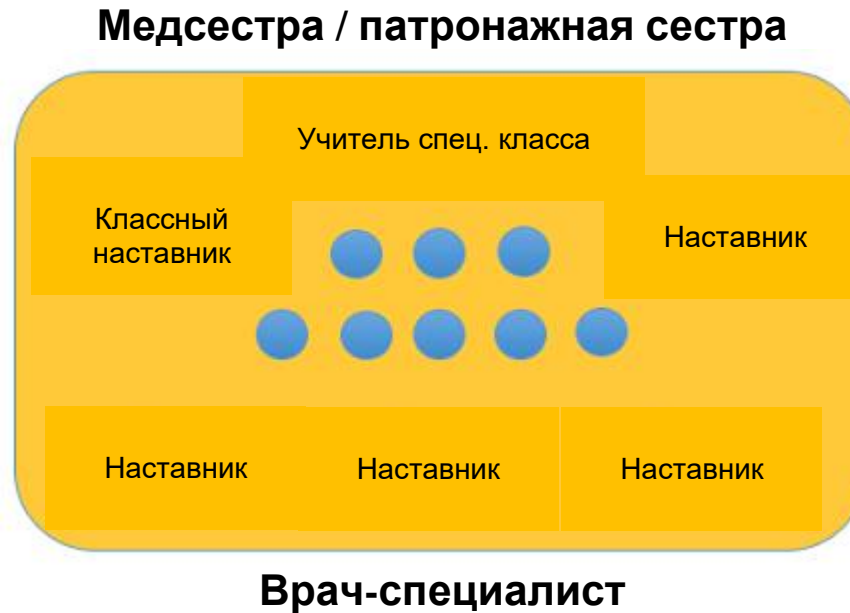 Медсестра / патронажная сестра
Учитель спец. класса
Классный
наставник
Наставник
Наставник
Наставник
Наставник
Врач-специалист